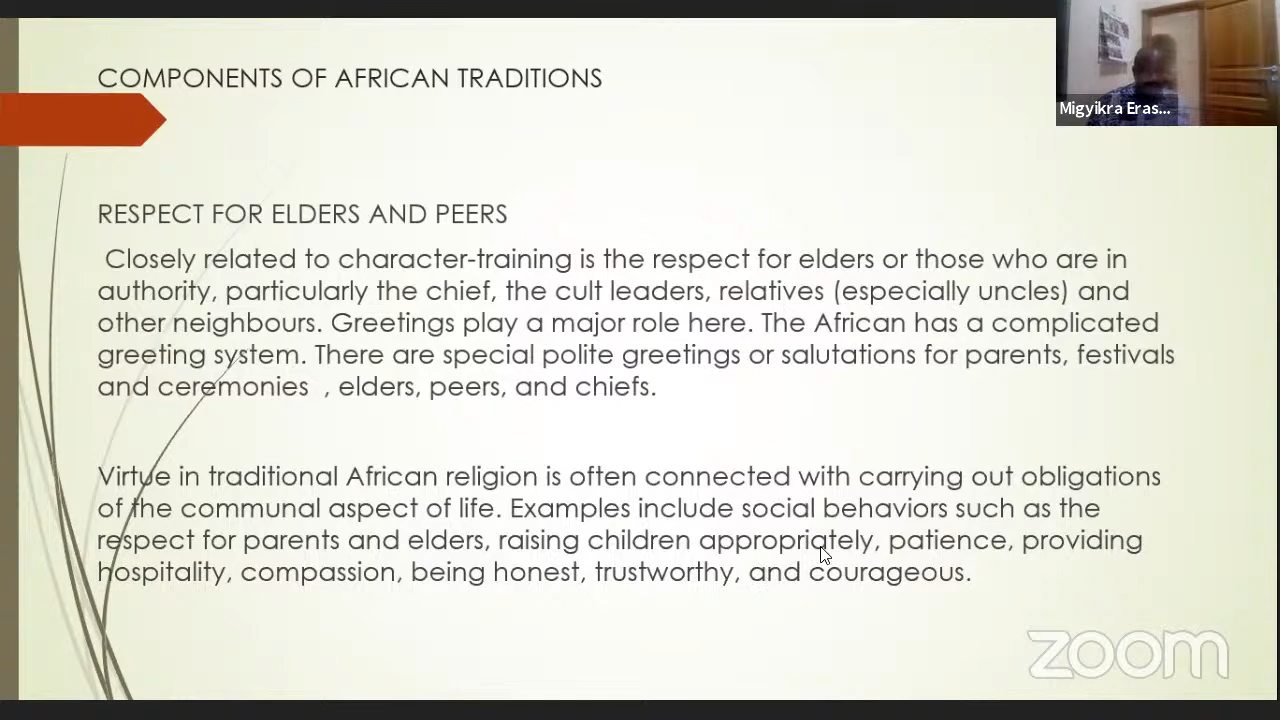 COMPONENTS OF AFRICAN TRADITIONS
Migyikra Eras...
RESPECT FOR ELDERS AND PEERS
Closely related to character-training is the respect for elders or those who are in
authority, particularly the chief, the cult leaders, relatives (especially uncles) and
other neighbours. Greetings play a major role here. The African has a complicated
greeting system. There are special polite greetings or salutations for parents, festivals
and ceremonies , elders, peers, and chiefs.
Virtue in traditional African religion is often connected with carrying out obligations
of the communal aspect of life. Examples include social behaviors such as the
respect for parents and elders, raising children appropriately, patience, providing
hospitality, compassion, being honest, trustworthy, and courageous.
zoom